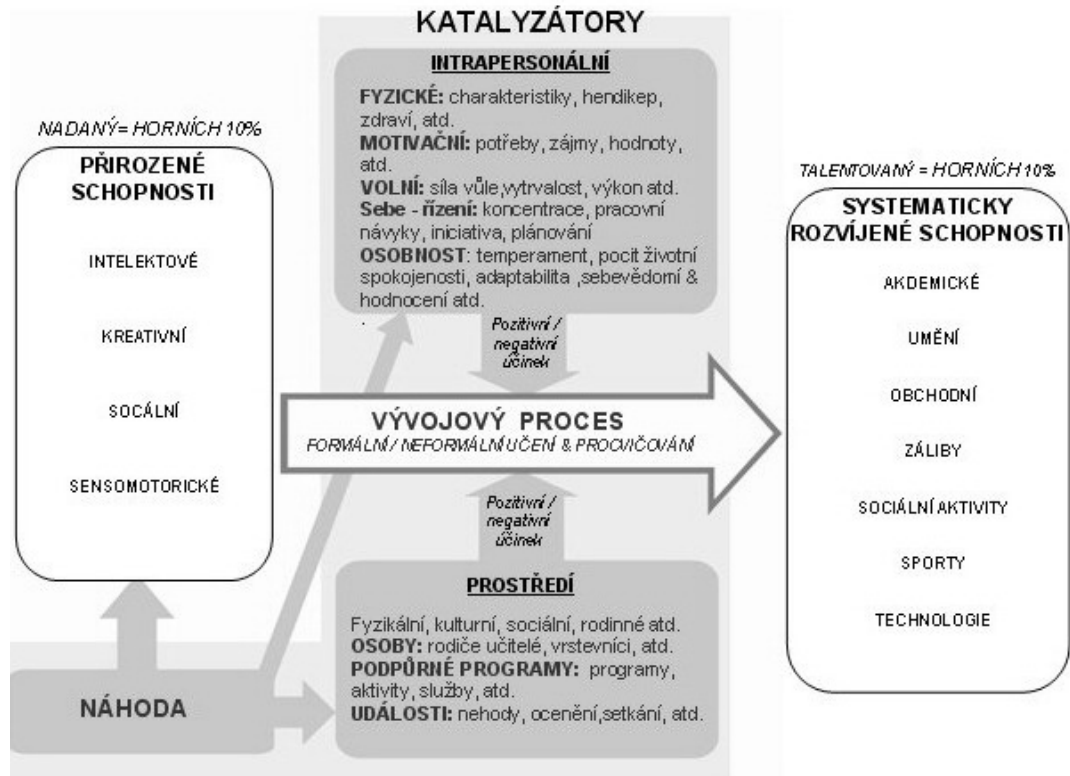 KATALYZÁTORY
INTRAPERSONÁLNÍ
FYZICKÉ: charakteristiky, hendikep,
zdraví, atd.
MOTIVAČNÍ: potřeby, zájmy, hodnoty,
atd.
VOLNÍ: síla vůle,vytrvalost, výkon atd.
Sebe - řízení: koncentrace, pracovní
návyky, iniciativa, plánování
OSOBNOST: temperament, pocit životní
spokojenosti, adaptabilita ,sebevědomí &
hodnocení atd.
.
NADANÝ= HORNÍCH 10%
PŘIROZENÉ
SCHOPNOSTI
INTELEKTOVÉ
KREATIVNÍ
SOCÁLNÍ
SENSOMOTORICKÉ
Pozitivní /
negativní
účinek
VÝVOJOVÝ PROCES
FORMÁLNÍ / NEFORMÁLNÍ UČENÍ & PROCVIČOVÁNÍ
Pozitivní /
negativní
účinek
PROSTŘEDÍ
Fyzikální, kulturní, sociální, rodinné atd.
OSOBY: rodiče učitelé, vrstevníci, atd.
PODPŮRNÉ PROGRAMY: programy,
aktivity, služby, atd.
UDÁLOSTI: nehody, ocenění,setkání, atd.
NÁHODA
TALENTOVANÝ = HORNÍCH 10%
SYSTEMATICKY
ROZVÍJENÉ SCHOPNOSTI
AKDEMICKÉ
UMĚNÍ
OBCHODNÍ
ZÁLIBY
SOCIÁLNÍ AKTIVITY
SPORTY
TECHNOLOGIE